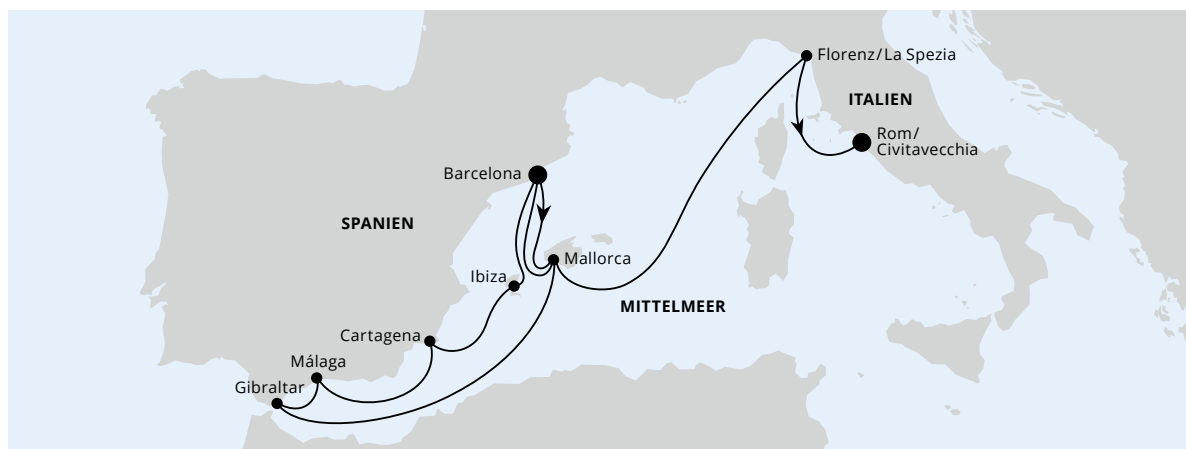 Florenz/La Spezia
ITALIEN
Rom/
Civitavecchia
Barcelona
SPANIEN
Mallorca
Ibiza
MITTELMEER
Cartagena
Málaga
Gibraltar